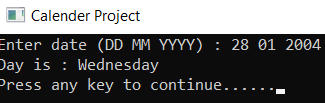 Calender Project
Enter date (DD MM YYYY) : 28 01 2004
Day is : Wednesday
Press any key to continue......